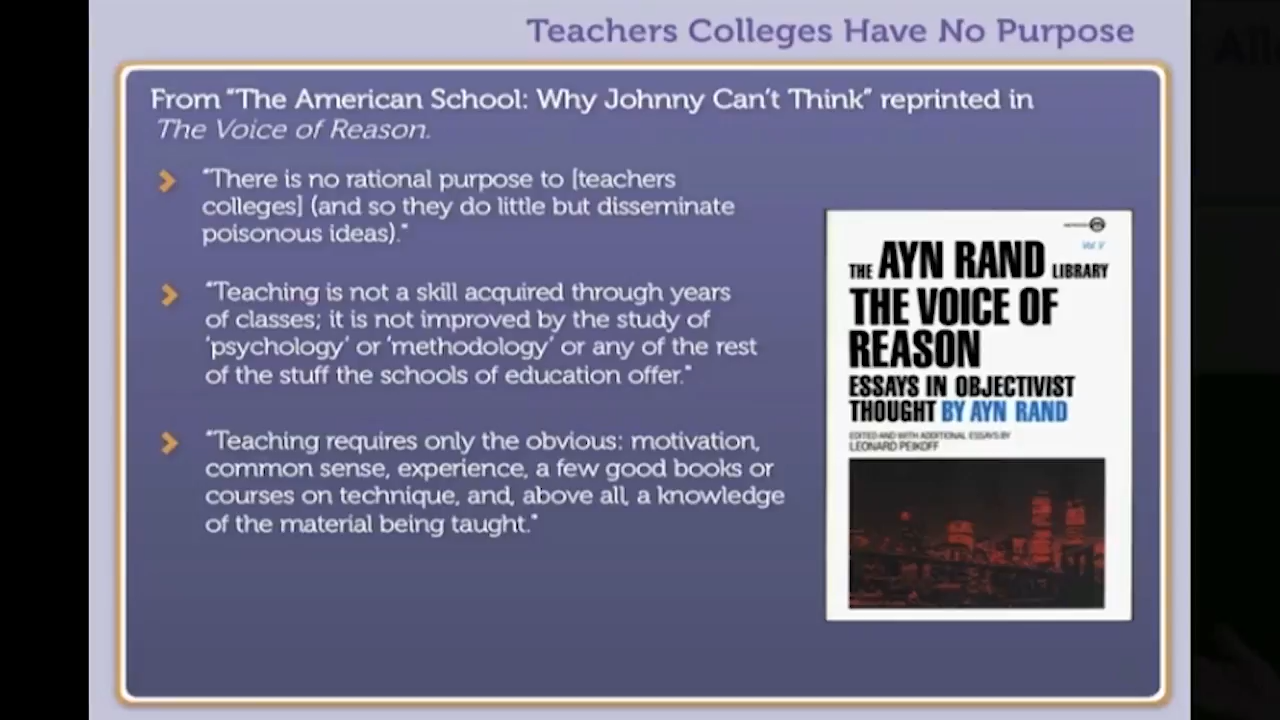 Teachers Colleges Have No Purpose
From “The American School: Why Johnny Can’t Think” reprinted in
The Voice of Reason.
“There is no rational purpose to [teachers
colleges] (and so they do little but disseminate
poisonous ideas).”
“Teaching is not a skill acquired through years
of classes; it is not improved by the study of
‘psychology’ or ‘methodology’ or any of the rest
of the stuff the schools of education offer.”
“Teaching requires only the obvious: motivation,
common sense, experience, a few good books or
courses on technique, and, above all, a knowledge
of the material being taught.”
Vol. V
THE AYN RAND LIBRARY
THE VOICE OF
REASON
ESSAYS IN OBJECTIVIST
THOUGHT BY AYN RAND
EDITED AND WITH ADDITIONAL ESSAYS BY
LEONARD PEIKOFF